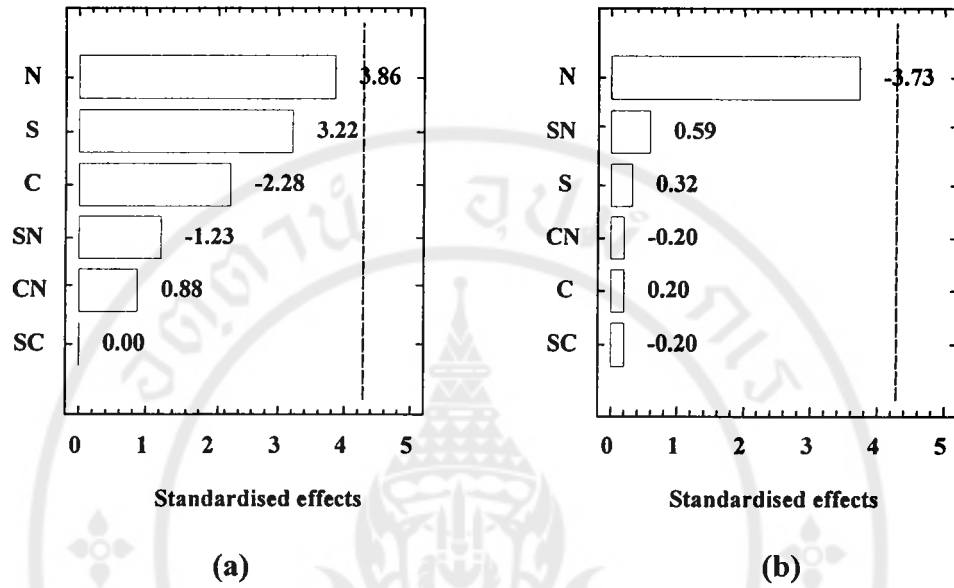 N 3.86
S 3.22
C -2.28
SN -1.23
CN 0.88
SC 0.00
0 1 2 3 4 5
Standardised effects
(a)
N -3.73
SN 0.59
S 0.32
CN -0.20
C 0.20
SC -0.20
0 1 2 3 4 5
Standardised effects
(b)